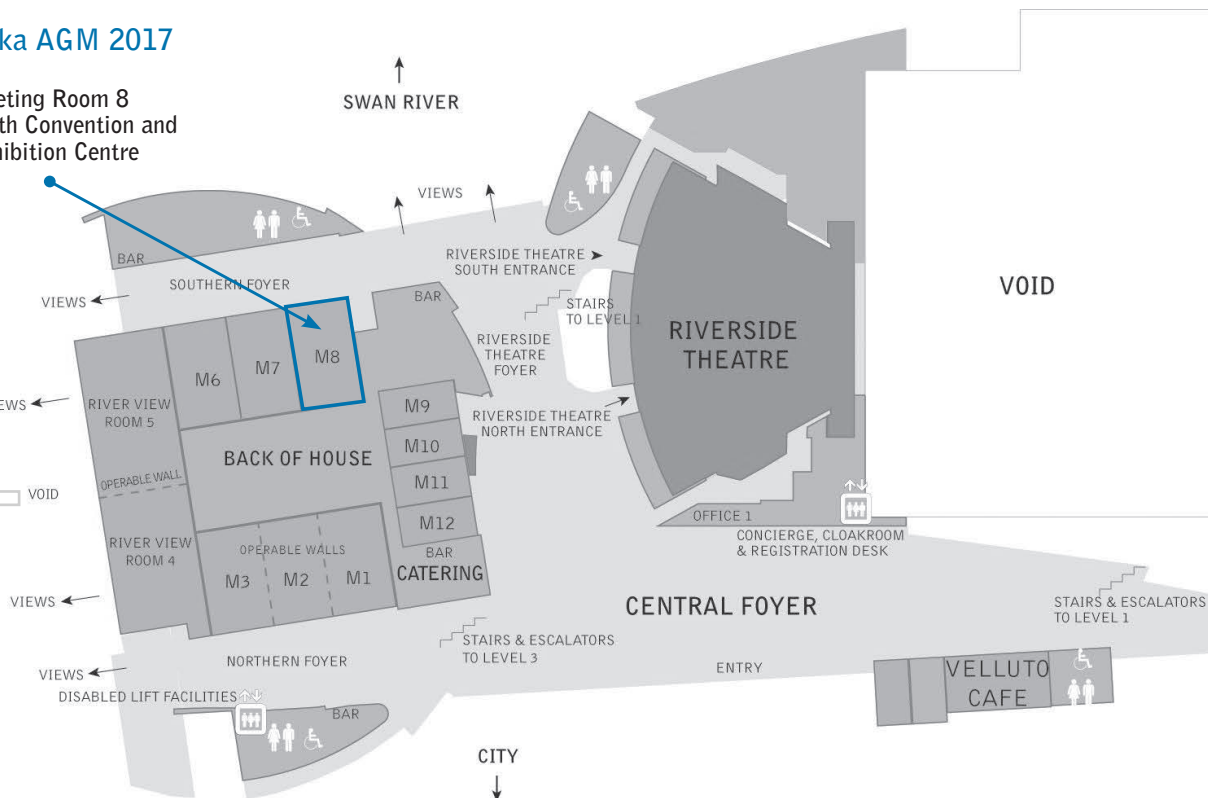 ka AGM 2017
eting Room 8
th Convention and
hibition Centre
SWAN RIVER
VIEWS
BAR
SOUTHERN FOYER
VIEWS
RIVERSIDE THEATRE
SOUTH ENTRANCE
BAR
STAIRS
TO LEVEL 1
VOID
RIVERSIDE
THEATRE
RIVERSIDE
THEATRE
FOYER
M6
M7
M8
EWS
RIVER VIEW
ROOM 5
M9
RIVERSIDE THEATRE
NORTH ENTRANCE
BACK OF HOUSE
M10
OPERABLE WALL
M11
VOID
M12
OFFICE 1
CONCIERGE, CLOAKROOM
& REGISTRATION DESK
RIVER VIEW
ROOM 4
OPERABLE WALLS
BAR
CATERING
M3
M2
M1
VIEWS
CENTRAL FOYER
STAIRS & ESCALATORS
TO LEVEL 1
STAIRS & ESCALATORS
TO LEVEL 3
NORTHERN FOYER
ENTRY
VIEWS
VELLUTO
CAFE
DISABLED LIFT FACILITIES
BAR
CITY